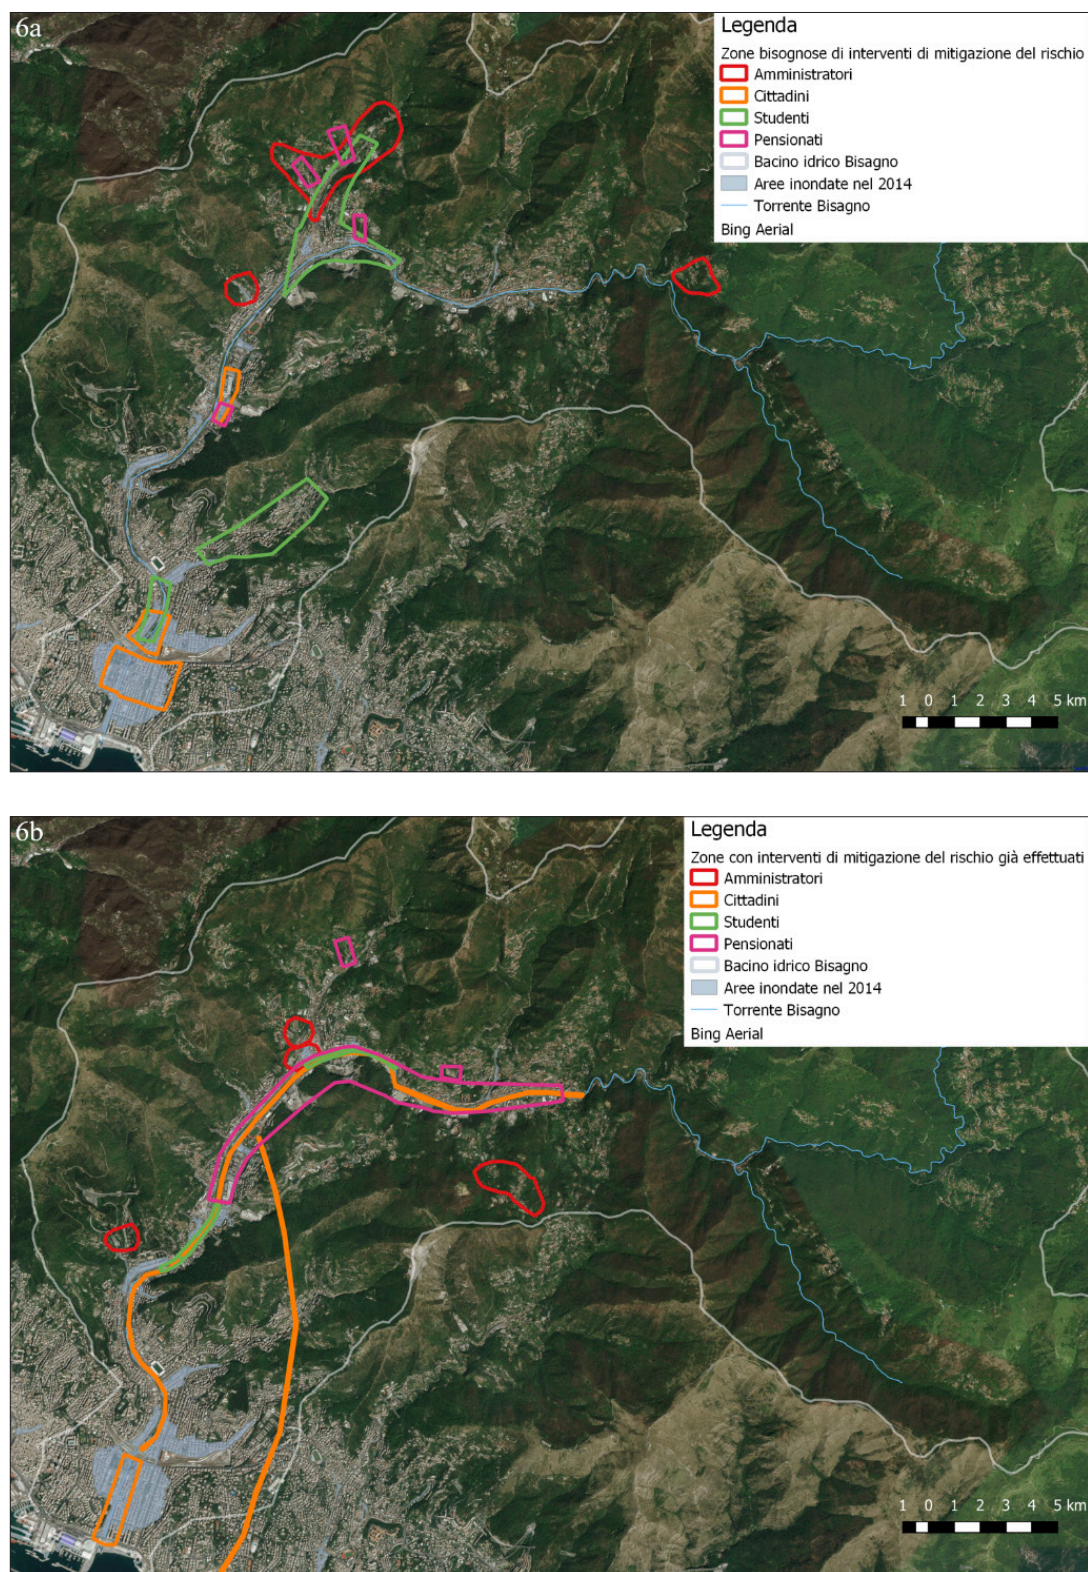 6a
Legenda
Zone bisognose di interventi di mitigazione del rischio
Amministratori
Cittadini
Studenti
Pensionati
Bacino idrico Bisagno
Aree inondate nel 2014
Torrente Bisagno
Bing Aerial
1 0 1 2 3 4 5 km
6b
Legenda
Zone con interventi di mitigazione del rischio già effettuati
Amministratori
Cittadini
Studenti
Pensionati
Bacino idrico Bisagno
Aree inondate nel 2014
Torrente Bisagno
Bing Aerial
1 0 1 2 3 4 5 km